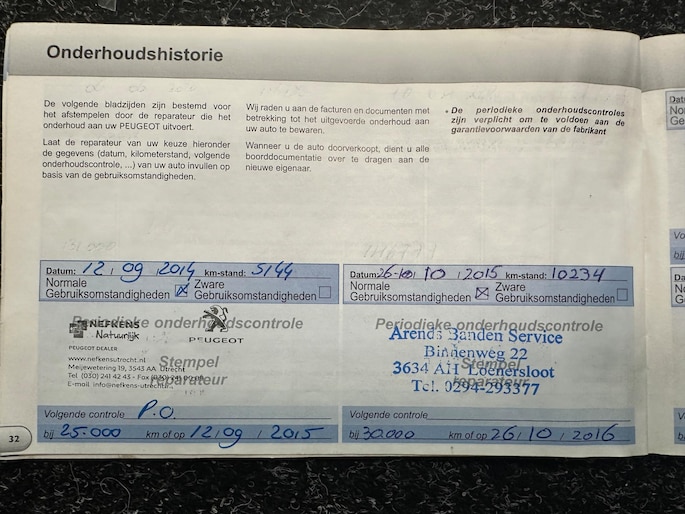 Onderhoudshistorie
De volgende bladzijden zijn bestemd voor
het afstempelen door de reparateur die het
onderhoud aan uw PEUGEOT uitvoert.
Laat de reparateur van uw keuze hieronder
de gegevens (datum, kilometerstand, volgende
onderhoudscontrole, ...) van uw auto invullen op
basis van de gebruiksomstandigheden.
Wij raden u aan de facturen en documenten met
betrekking tot het uitgevoerde onderhoud aan
uw auto te bewaren.
Wanneer u de auto doorverkoopt, dient u alle
boorddocumentatie over te dragen aan de
nieuwe eigenaar.
• De periodieke onderhoudscontroles
zijn verplicht om te voldoen aan de
garantievoorwaarden van de fabrikant
Datum: 12 / 09 / 2014 km-stand: 5144
Normale Zware
Gebruiksomstandigheden Gebruiksomstandigheden
Periodieke onderhoudscontrole
NEFKENS
Natuurlijk
PEUGEOT
PEUGEOT DEALER
www.nefkensutrecht.nl
Meijewetering 19, 3543 AA Utrecht
Tel. (030) 241 42 43 - Fax
E-mail info@nefkens-utrecht
Stempel
reparateur
Volgende controle P.O.
bij 25.000 km of op 12 / 09 / 2015
Datum: 26 / 10 / 2015 km-stand: 10234
Normale Zware
Gebruiksomstandigheden Gebruiksomstandigheden
Periodieke onderhoudscontrole
Arends Banden Service
Binnenweg 22
3634 AH Loenersloot
Tel. 0294-293377
Stempel
reparateur
Volgende controle
bij 30.000 km of op 26 / 10 / 2016
32